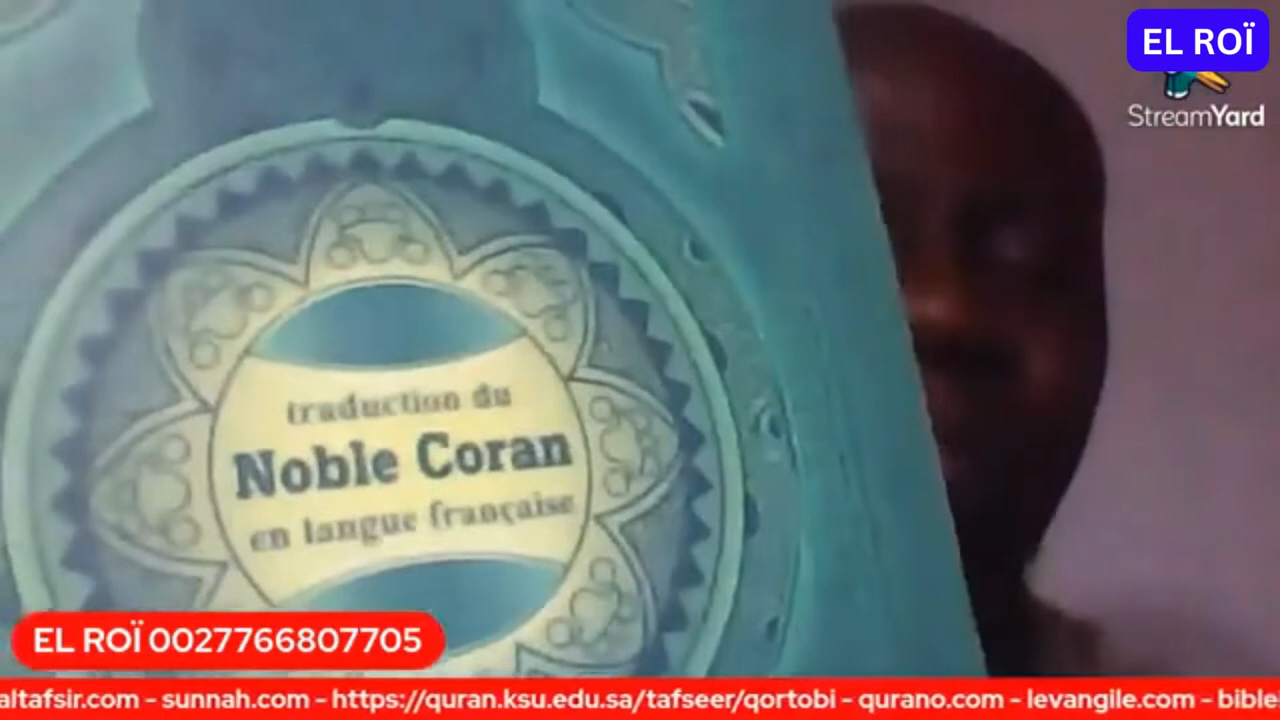 EL ROÏ
StreamYard
traduction du
Noble Coran
en langue française
EL ROÏ 0027766807705
altafsir.com - sunnah.com - https://quran.ksu.edu.sa/tafseer/qortobi - qurano.com - levangile.com - bible